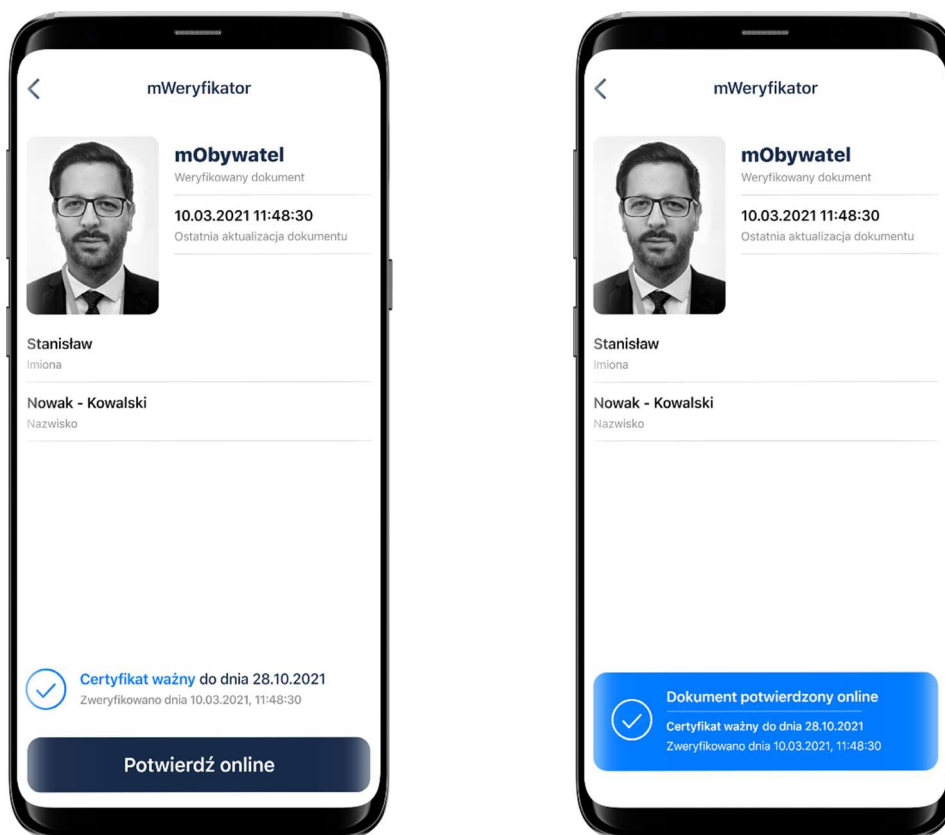 mWeryfikator
mObywatel
Weryfikowany dokument
10.03.2021 11:48:30
Ostatnia aktualizacja dokumentu
Stanisław
Imiona
Nowak - Kowalski
Nazwisko
Certyfikat ważny do dnia 28.10.2021
Zweryfikowano dnia 10.03.2021, 11:48:30
Potwierdź online
mWeryfikator
mObywatel
Weryfikowany dokument
10.03.2021 11:48:30
Ostatnia aktualizacja dokumentu
Stanisław
Imiona
Nowak - Kowalski
Nazwisko
Dokument potwierdzony online
Certyfikat ważny do dnia 28.10.2021
Zweryfikowano dnia 10.03.2021, 11:48:30